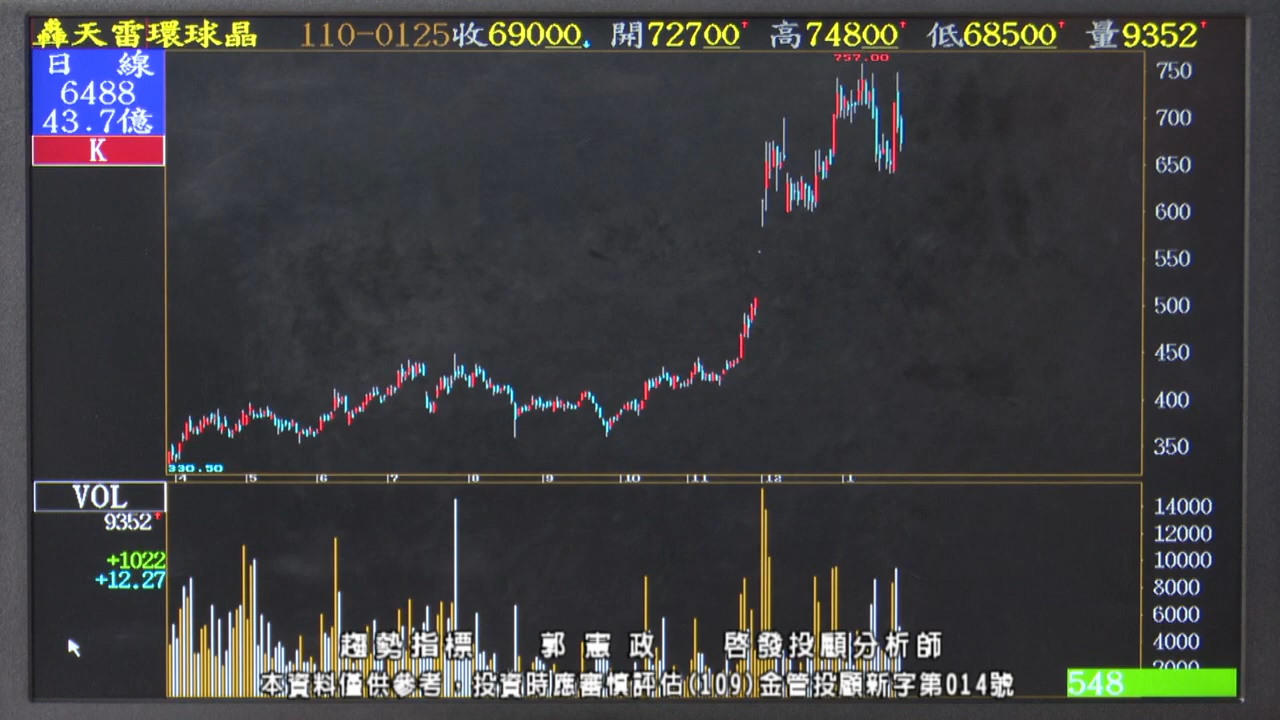 轟天雷環球晶 110-0125收69000↓ 開72700↑ 高74800↑ 低68500↑ 量9352↑
日 線
6488
43.7億
K
757.00
750
700
650
600
550
500
450
400
350
330.50
4 5 6 7 8 9 10 11 12 1
VOL
9352↑
+1022
+12.27
14000
12000
10000
8000
6000
4000
2000
趨勢指標 郭憲政 啓發投顧分析師
本資料僅供參考，投資時應審慎評估(109)金管投顧新字第014號
548